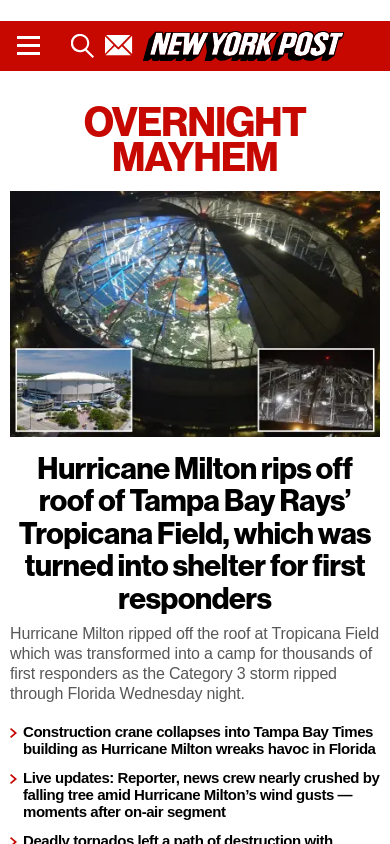 NEW YORK POST
OVERNIGHT
MAYHEM
Hurricane Milton rips off
roof of Tampa Bay Rays’
Tropicana Field, which was
turned into shelter for first
responders
Hurricane Milton ripped off the roof at Tropicana Field
which was transformed into a camp for thousands of
first responders as the Category 3 storm ripped
through Florida Wednesday night.
Construction crane collapses into Tampa Bay Times
building as Hurricane Milton wreaks havoc in Florida
Live updates: Reporter, news crew nearly crushed by
falling tree amid Hurricane Milton’s wind gusts —
moments after on-air segment
Deadly tornados left a path of destruction with